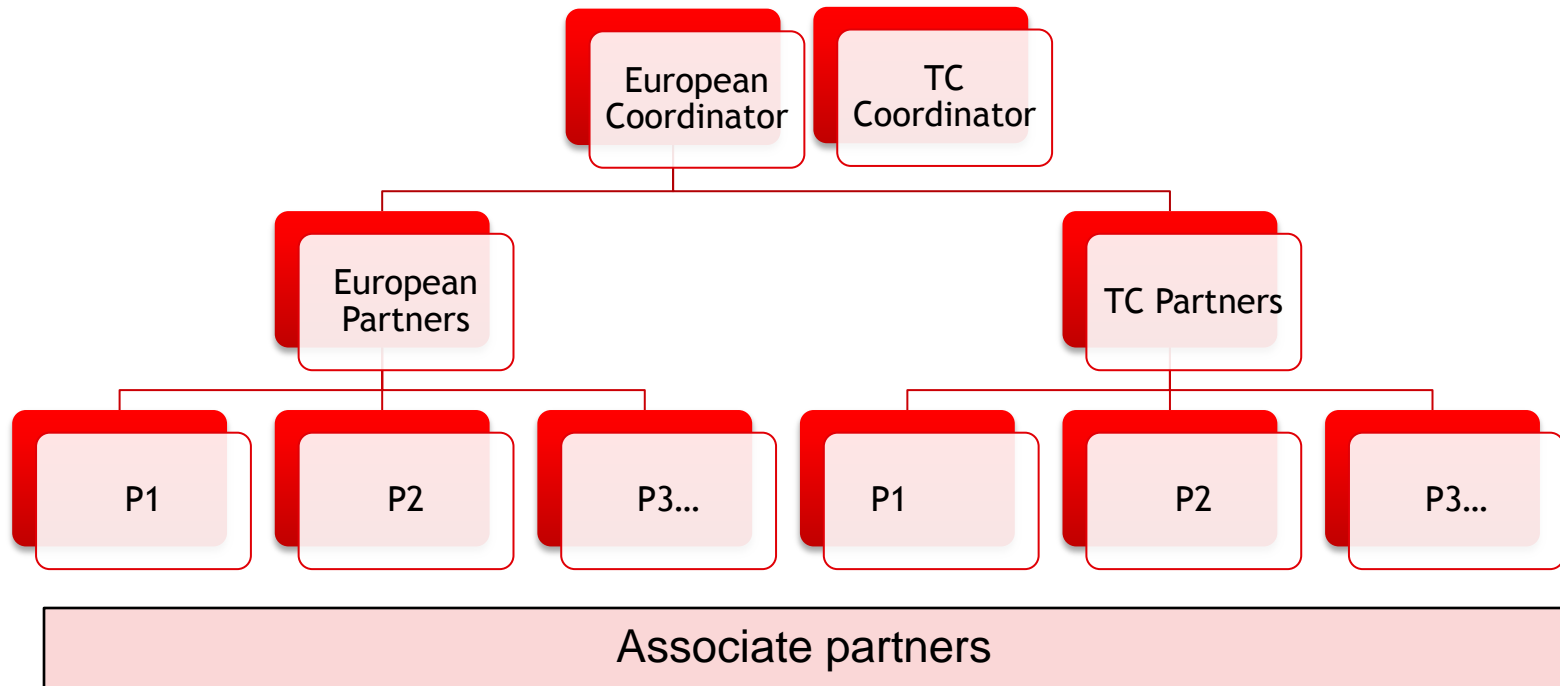 European
Coordinator
TC
Coordinator
European
Partners
TC Partners
P1
P2
P3...
P1
P2
P3...
Associate partners